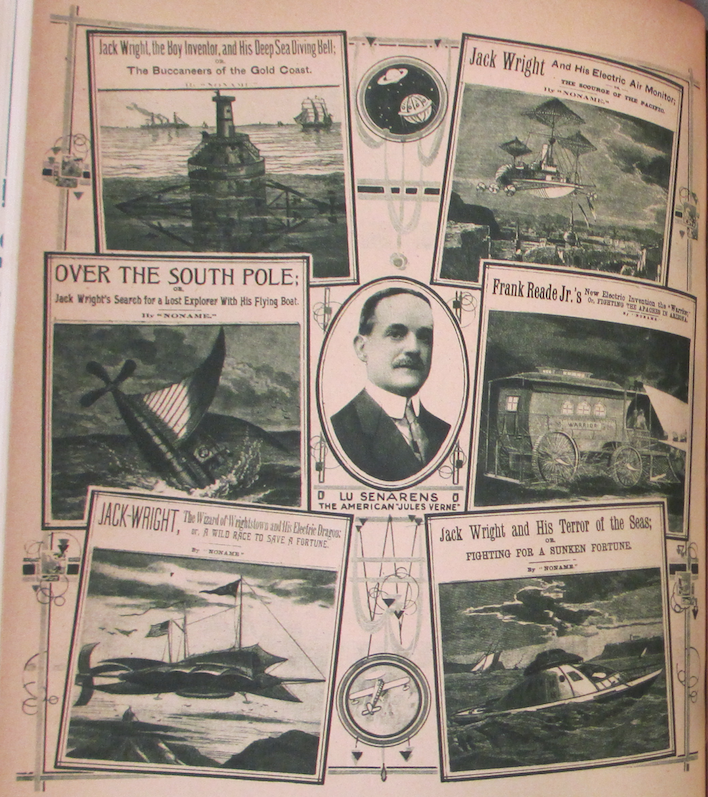 Jack Wright, the Boy Inventor, and His Deep Sea Diving Bell;
OR,
The Buccaneers of the Gold Coast.
By "NONAME."
Jack Wright And His Electric Air Monitor;
OR,
THE SCOURGE OF THE PACIFIC.
By "NONAME."
OVER THE SOUTH POLE;
OR,
Jack Wright's Search for a Lost Explorer With His Flying Boat.
By "NONAME."
Frank Reade Jr.'s New Electric Invention the "Warrior;"
Or, FIGHTING THE APACHES IN ARIZONA.
By "NONAME."
WARRIOR
LU SENARENS
THE AMERICAN "JULES VERNE"
JACK WRIGHT, The Wizard of Wrightstown and His Electric Dragon;
or, A WILD RACE TO SAVE A FORTUNE.
By "NONAME"
Jack Wright and His Terror of the Seas;
OR,
FIGHTING FOR A SUNKEN FORTUNE.
By "NONAME."